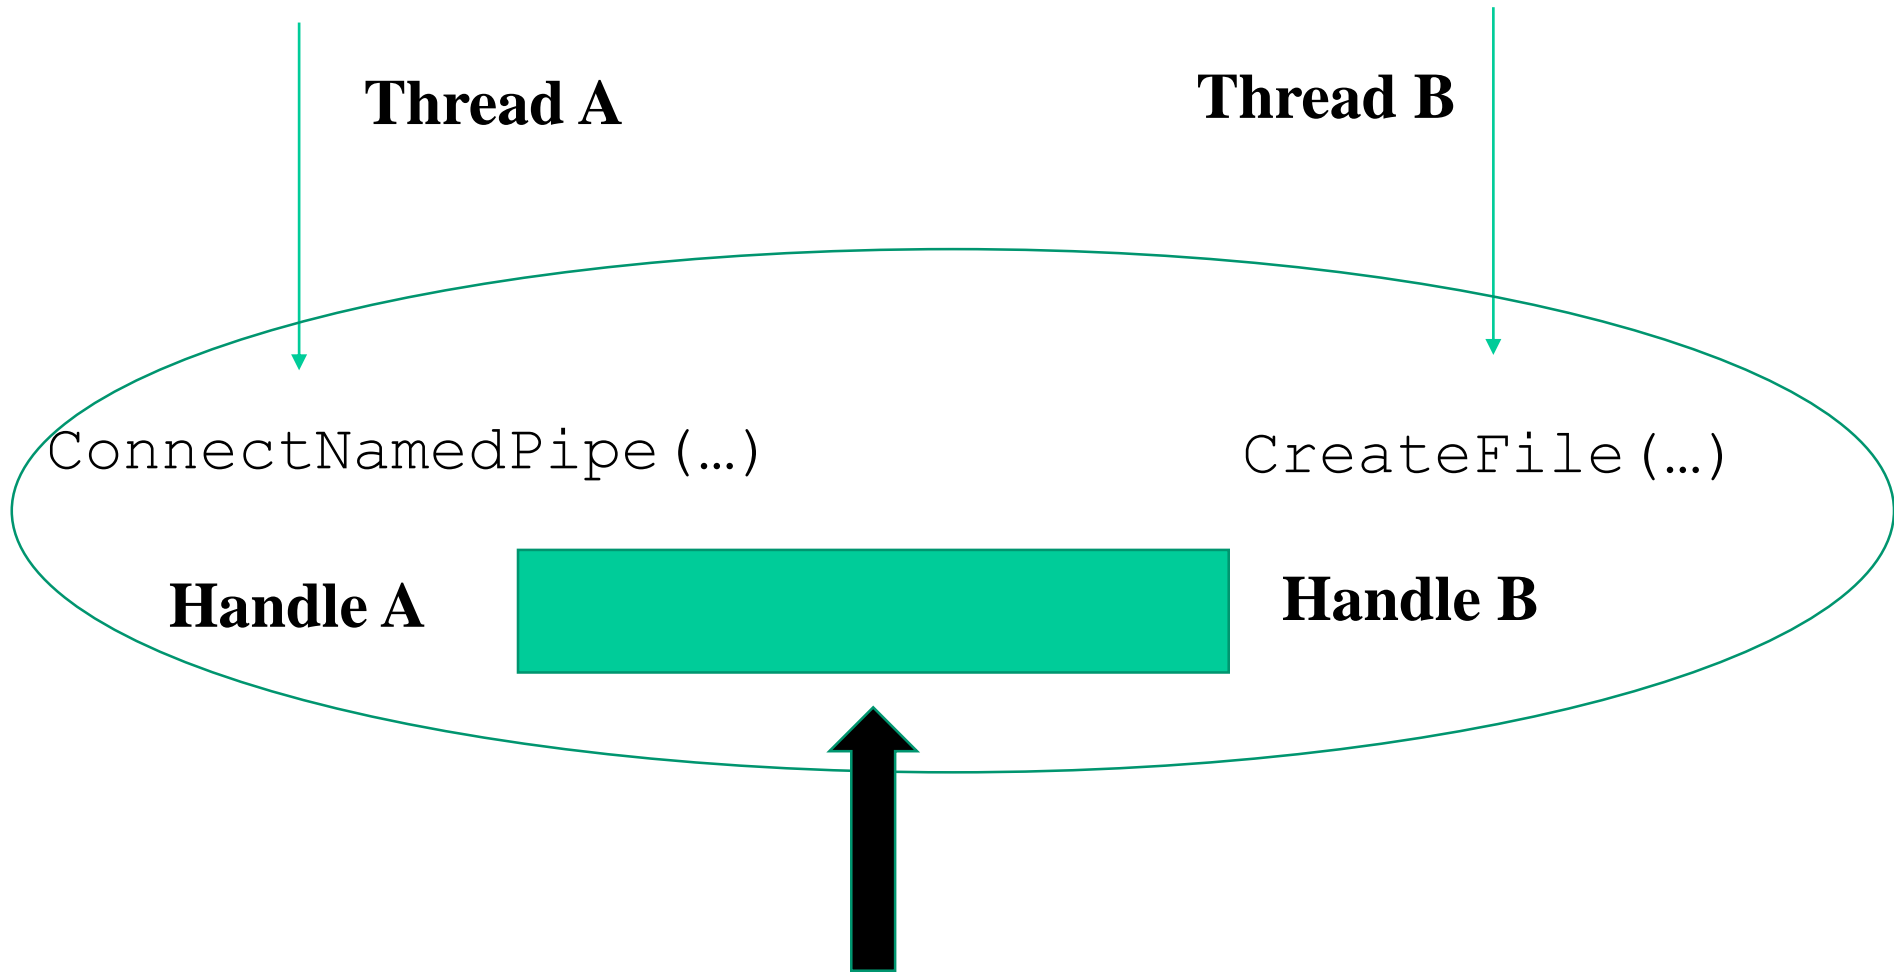 Thread A
Thread B
ConnectNamedPipe(…)
CreateFile(…)
Handle A
Handle B